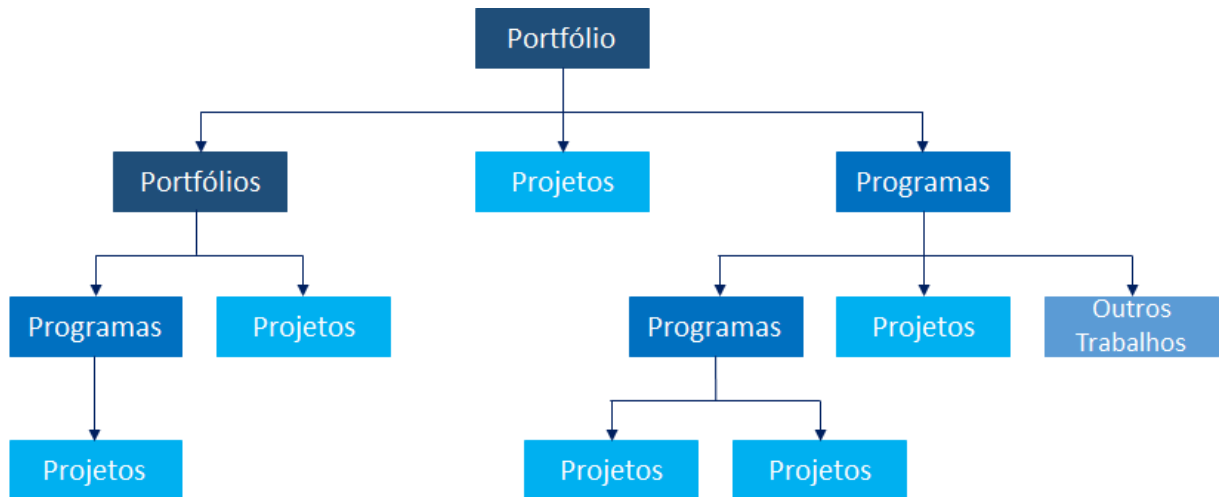 Portfólio
Portfólios
Projetos
Programas
Programas
Projetos
Programas
Projetos
Outros
Trabalhos
Projetos
Projetos
Projetos